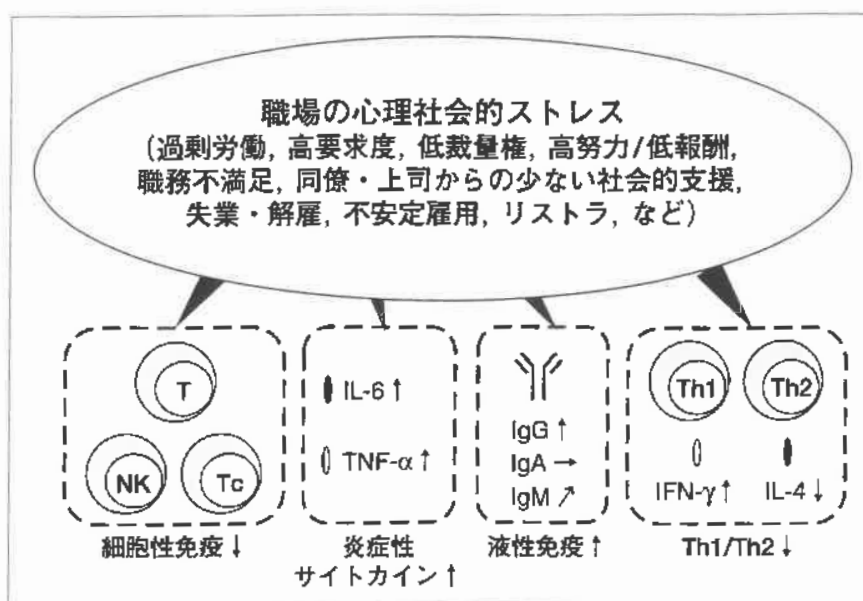 職場の心理社会的ストレス
(過剰労働, 高要求度, 低裁量権, 高努力/低報酬,
職務不満足, 同僚・上司からの少ない社会的支援,
失業・解雇, 不安定雇用, リストラ, など)
T
NK
Tc
細胞性免疫↓
IL-6↑
TNF-α↑
炎症性
サイトカイン↑
IgG↑
IgA→
IgM↗
液性免疫↑
Th1
Th2
IFN-γ↑
IL-4↓
Th1/Th2↓